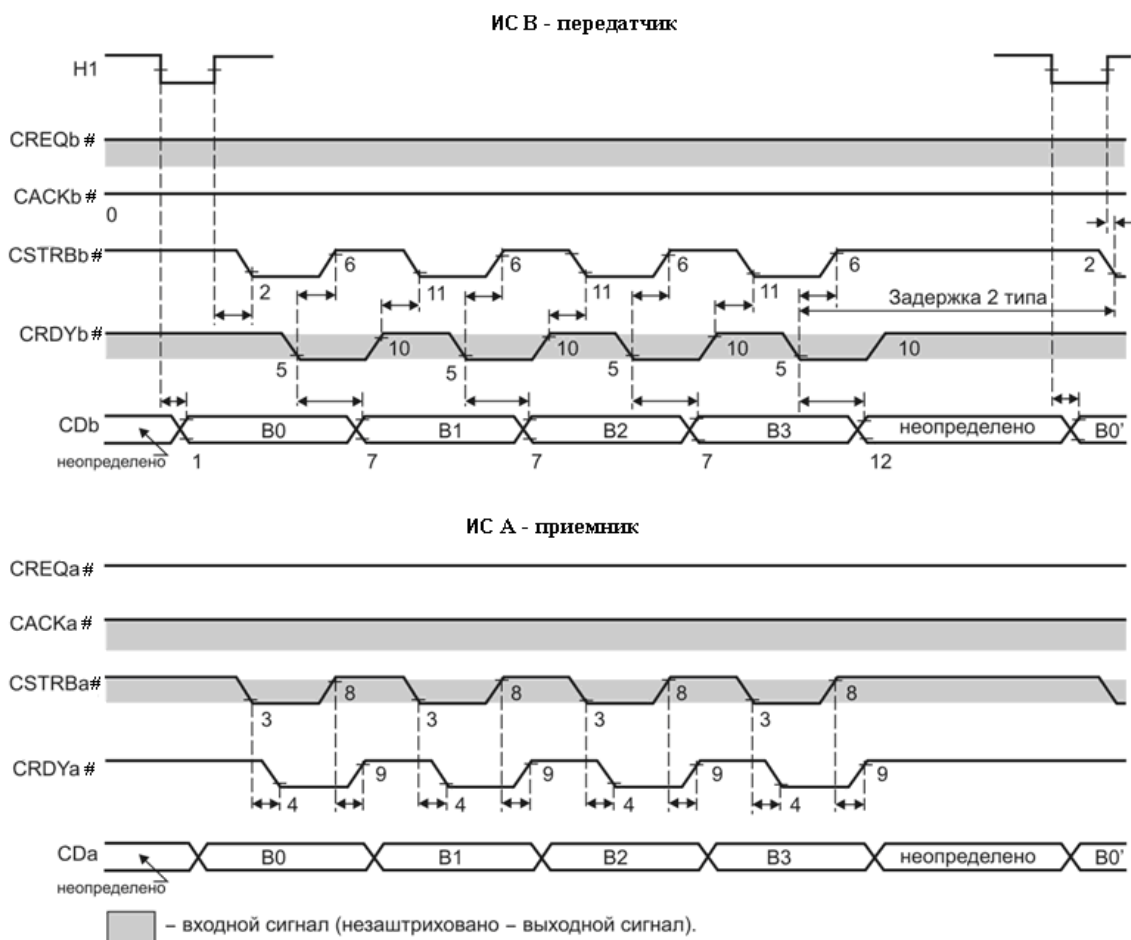 ИС В - передатчик
H1
CREQb #
CACKb #
0
CSTRBb #
2 6 11 6 11 6 11 6 2
Задержка 2 типа
CRDYb #
5 10 5 10 5 10 5 10
CDb
B0 B1 B2 B3 неопределено B0'
неопределено
1 7 7 7 12
ИС А - приемник
CREQa #
CACKa #
CSTRBa#
3 8 3 8 3 8 3 8
CRDYa #
4 9 4 9 4 9 4 9
CDa
B0 B1 B2 B3 неопределено B0'
неопределено
– входной сигнал (незаштриховано – выходной сигнал).